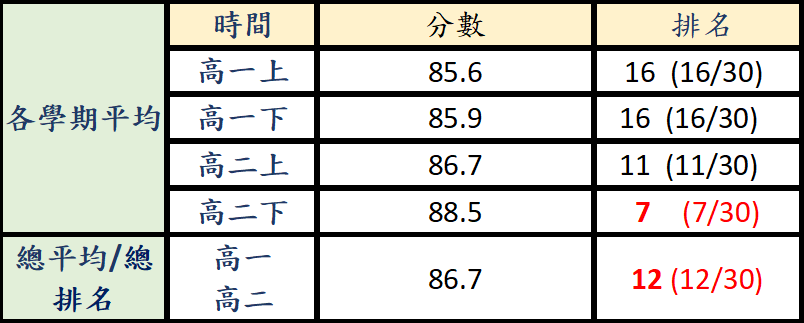 時間 分數 排名
各學期平均
高一上 85.6 16 (16/30)
高一下 85.9 16 (16/30)
高二上 86.7 11 (11/30)
高二下 88.5 7 (7/30)
總平均/總
排名
高一
高二
86.7 12 (12/30)